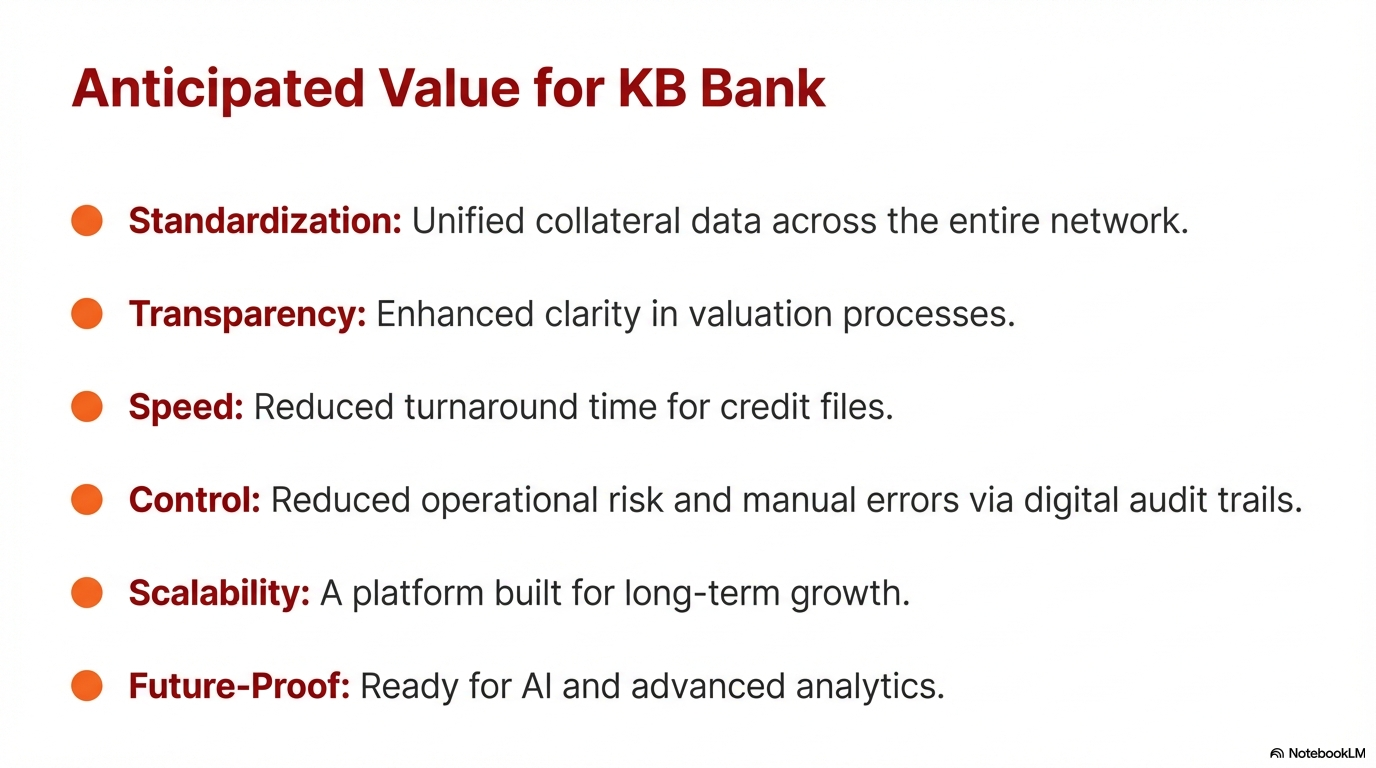 Anticipated Value for KB Bank
Standardization: Unified collateral data across the entire network.
Transparency: Enhanced clarity in valuation processes.
Speed: Reduced turnaround time for credit files.
Control: Reduced operational risk and manual errors via digital audit trails.
Scalability: A platform built for long-term growth.
Future-Proof: Ready for AI and advanced analytics.
NotebookLM